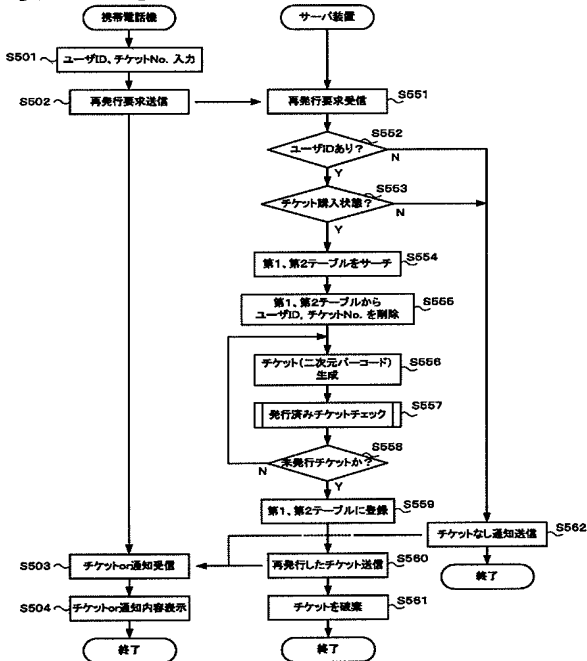 携帯電話機
サーバ装置
S501
ユーザID、チケットNo. 入力
S502
再発行要求送信
再発行要求受信
S551
S552
ユーザIDあり?
N
Y
S553
チケット購入状態?
N
Y
第1、第2テーブルをサーチ
S554
第1、第2テーブルから
ユーザID, チケットNo. を削除
S555
チケット(二次元バーコード)
生成
S556
発行済みチケットチェック
S557
S558
未発行チケットか?
N
Y
第1、第2テーブルに登録
S559
チケットなし通知送信
S562
S503
チケットor通知受信
再発行したチケット送信
S560
終了
S504
チケットor通知内容表示
チケットを破棄
S561
終了
終了